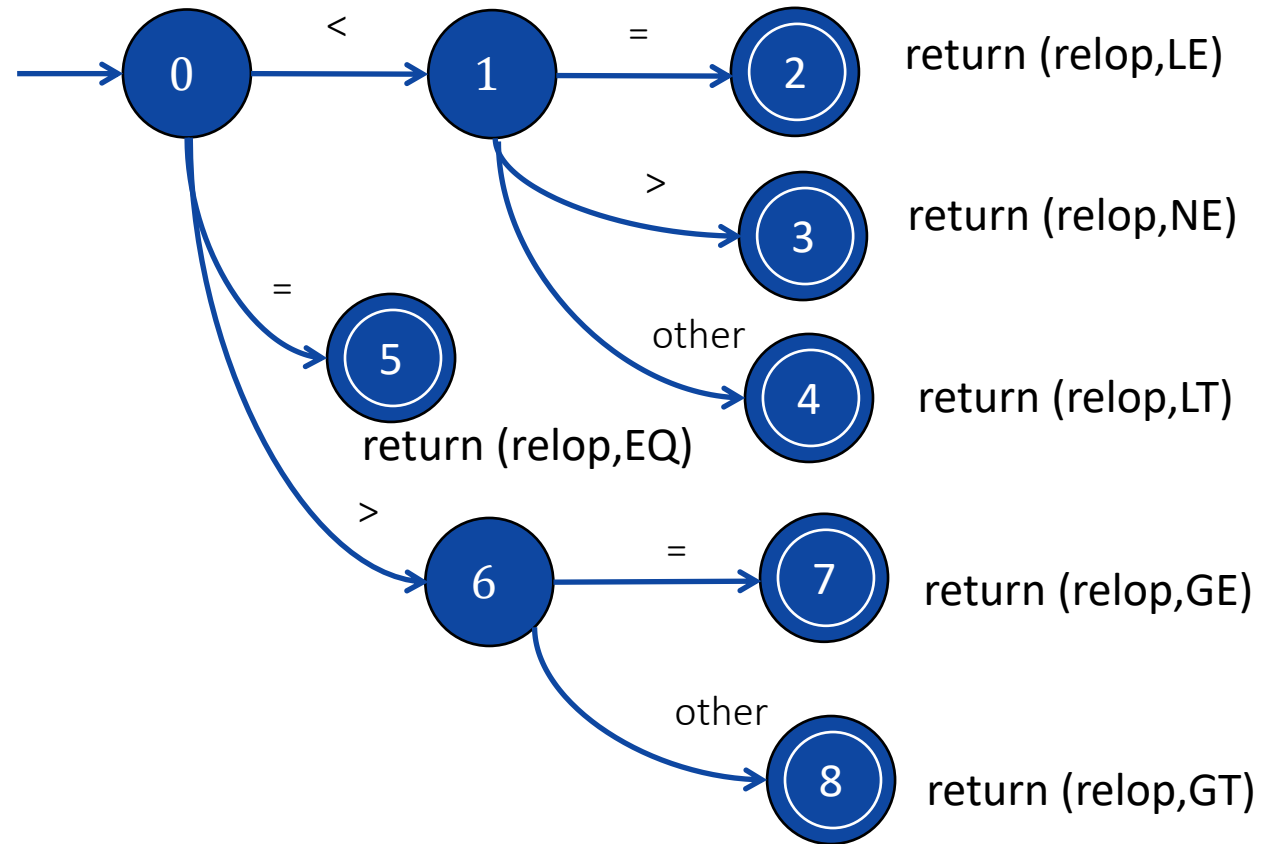 <
=
0
1
2
return (relop,LE)
>
3
return (relop,NE)
=
other
5
4
return (relop,LT)
return (relop,EQ)
>
=
6
7
return (relop,GE)
other
8
return (relop,GT)